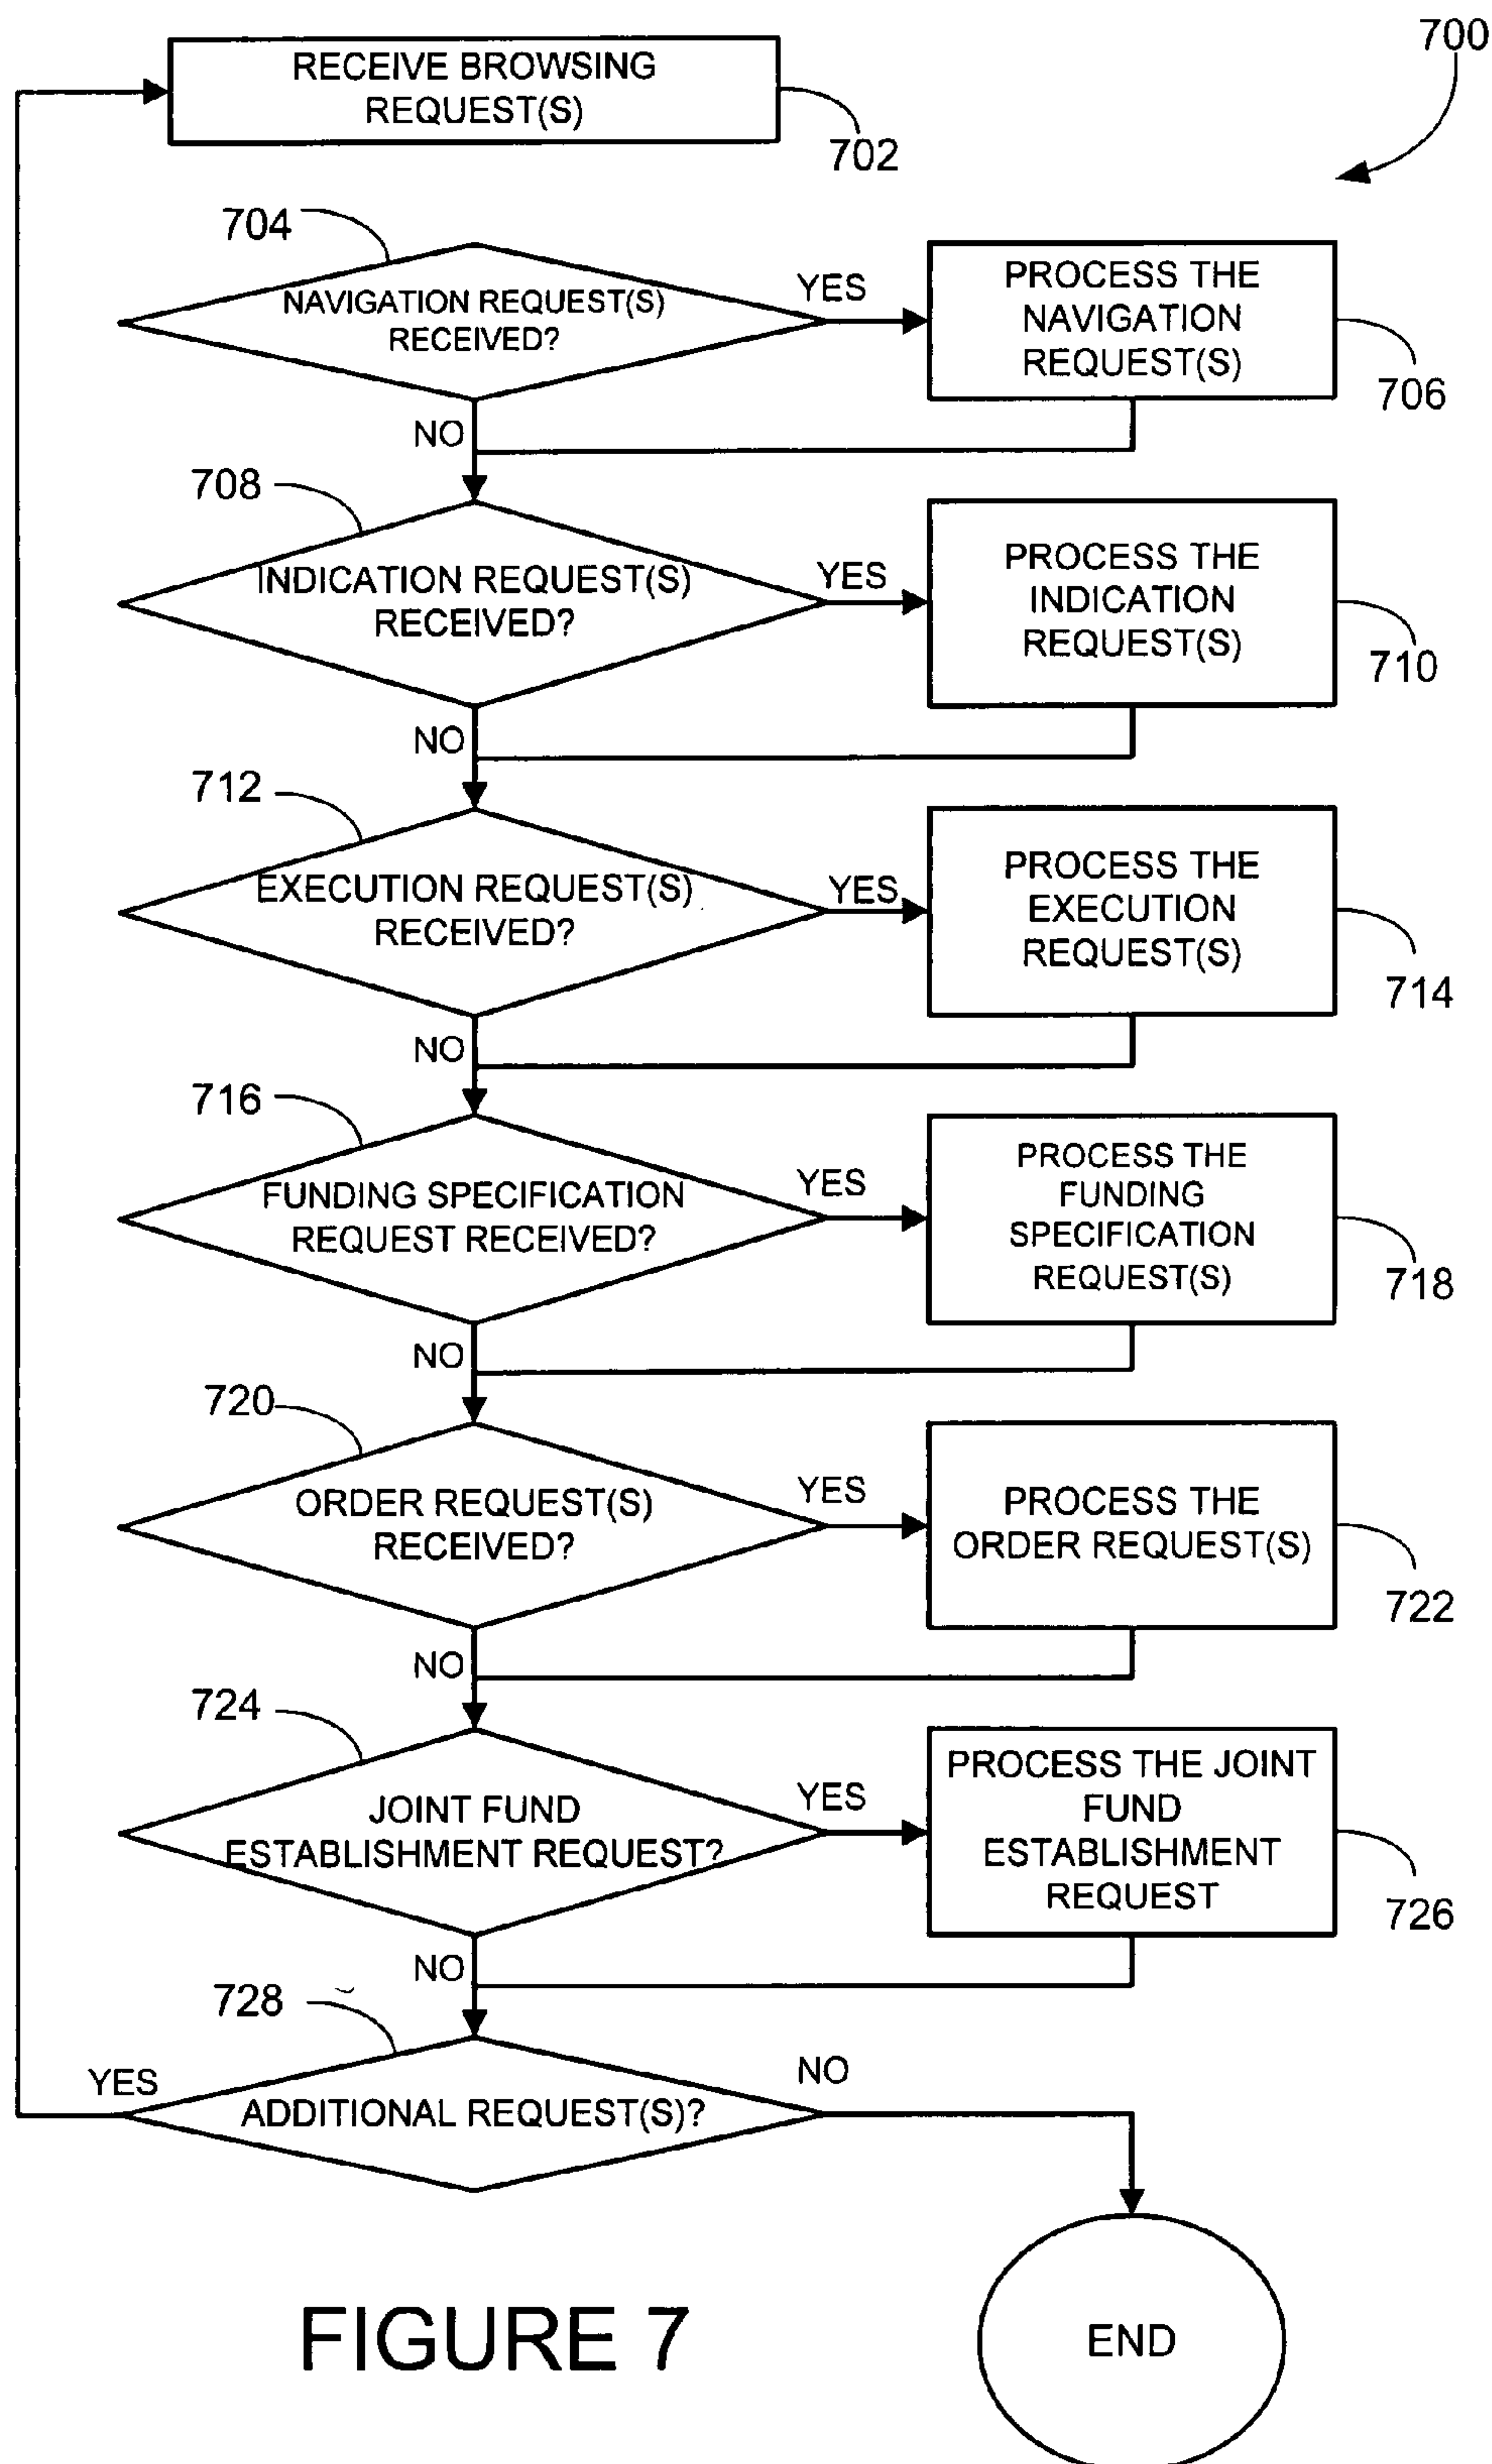 700
RECEIVE BROWSING
REQUEST(S)
702
704
NAVIGATION REQUEST(S)
RECEIVED?
YES
PROCESS THE
NAVIGATION
REQUEST(S)
706
NO
708
INDICATION REQUEST(S)
RECEIVED?
YES
PROCESS THE
INDICATION
REQUEST(S)
710
NO
712
EXECUTION REQUEST(S)
RECEIVED?
YES
PROCESS THE
EXECUTION
REQUEST(S)
714
NO
716
FUNDING SPECIFICATION
REQUEST RECEIVED?
YES
PROCESS THE
FUNDING
SPECIFICATION
REQUEST(S)
718
NO
720
ORDER REQUEST(S)
RECEIVED?
YES
PROCESS THE
ORDER REQUEST(S)
722
NO
724
JOINT FUND
ESTABLISHMENT REQUEST?
YES
PROCESS THE JOINT
FUND
ESTABLISHMENT
REQUEST
726
NO
728
YES
ADDITIONAL REQUEST(S)?
NO
END
FIGURE 7